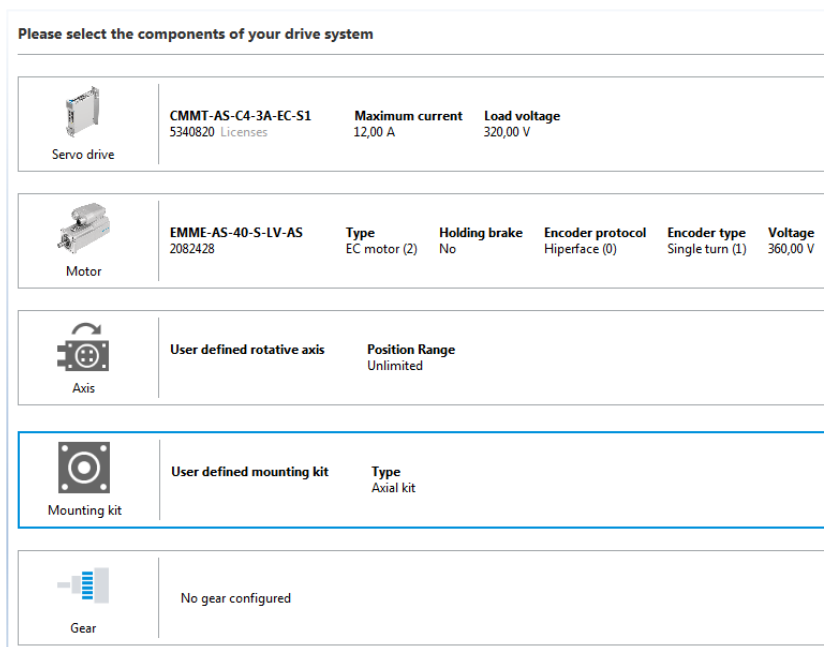 Please select the components of your drive system
CMMT-AS-C4-3A-EC-S1 Maximum current Load voltage
5340820 Licenses 12,00 A 320,00 V
Servo drive
EMME-AS-40-S-LV-AS Type Holding brake Encoder protocol Encoder type Voltage
2082428 EC motor (2) No Hiperface (0) Single turn (1) 360,00 V
Motor
User defined rotative axis Position Range
Unlimited
Axis
User defined mounting kit Type
Axial kit
Mounting kit
No gear configured
Gear